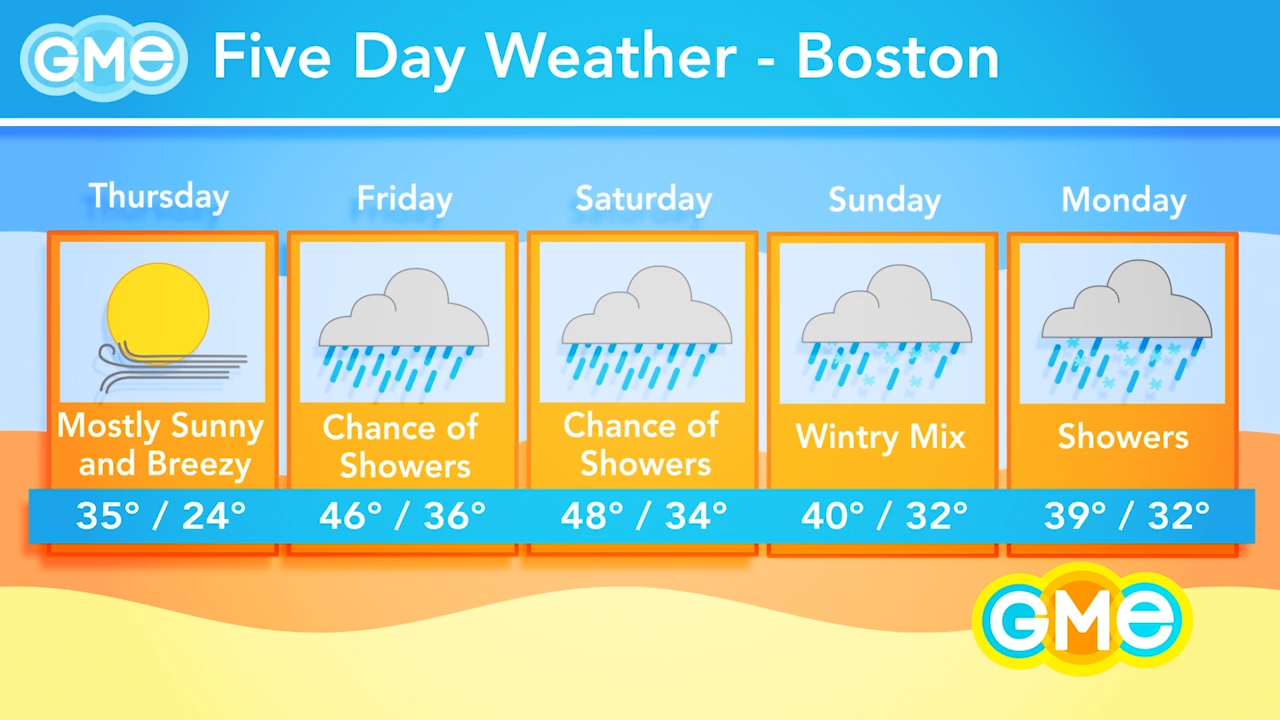 GME Five Day Weather - Boston
Thursday
Friday
Saturday
Sunday
Monday
Mostly Sunny
and Breezy
Chance of
Showers
Chance of
Showers
Wintry Mix
Showers
35° / 24°
46° / 36°
48° / 34°
40° / 32°
39° / 32°
GME